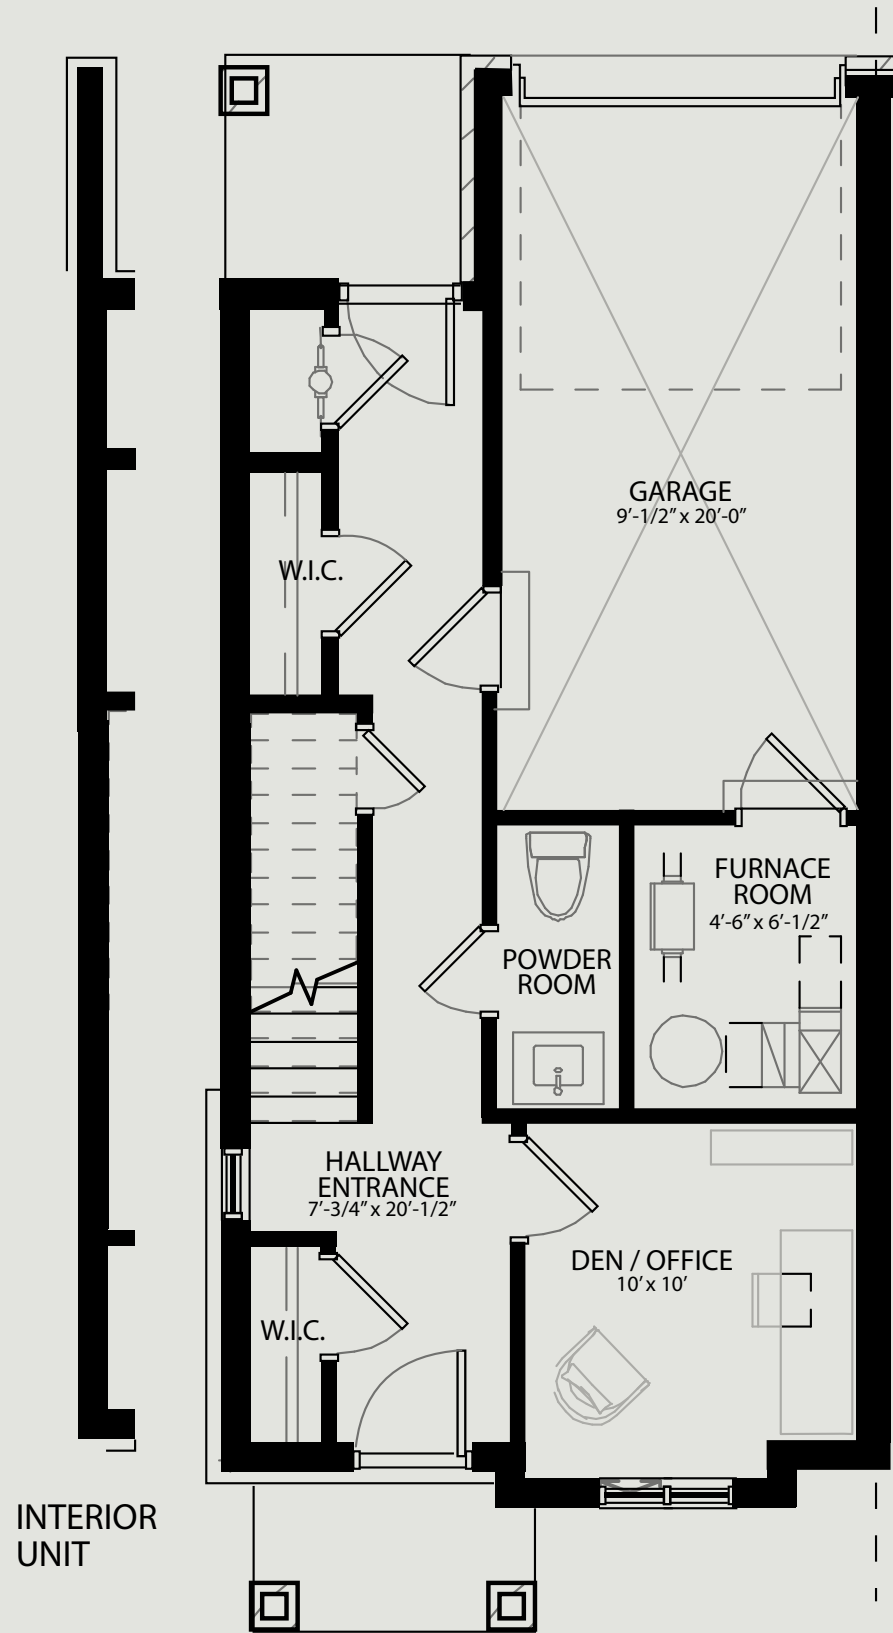 GARAGE
9'-1/2" x 20'-0"
W.I.C.
FURNACE
ROOM
4'-6" x 6'-1/2"
POWDER
ROOM
HALLWAY
ENTRANCE
7'-3/4" x 20'-1/2"
DEN / OFFICE
10' x 10'
W.I.C.
INTERIOR
UNIT